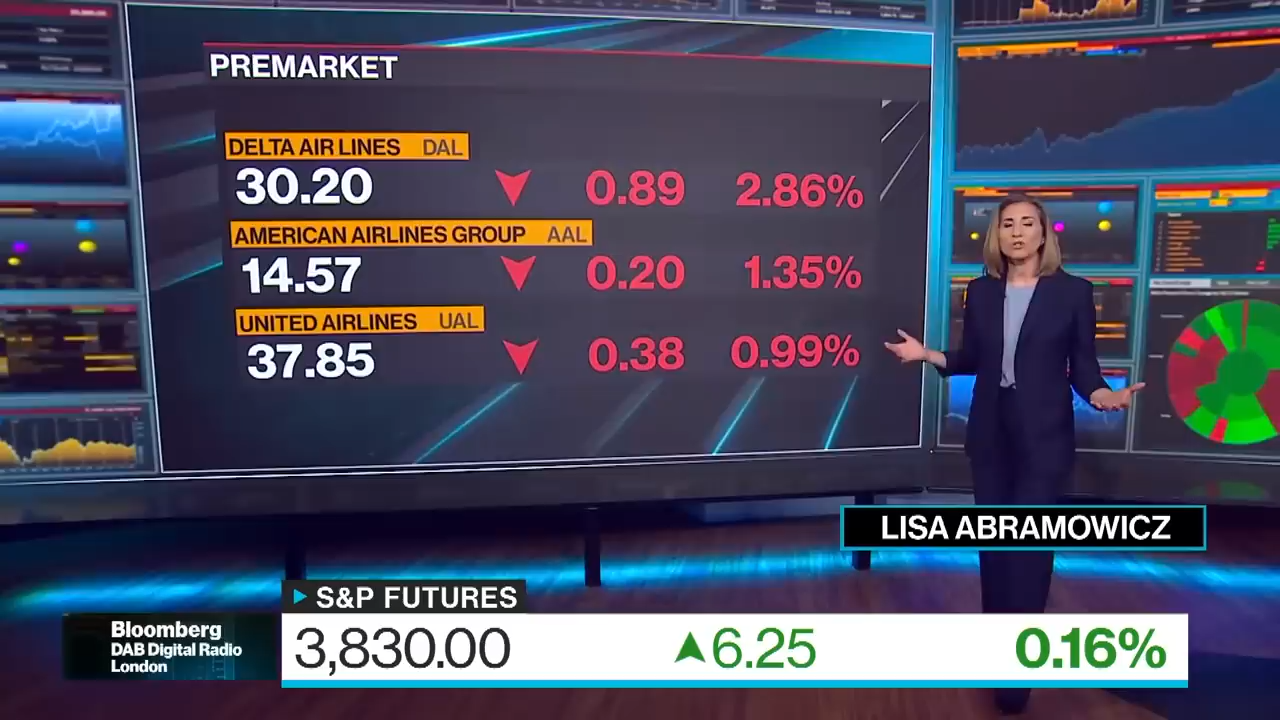 PREMARKET
DELTA AIR LINES DAL
30.20 ▼ 0.89 2.86%
AMERICAN AIRLINES GROUP AAL
14.57 ▼ 0.20 1.35%
UNITED AIRLINES UAL
37.85 ▼ 0.38 0.99%
LISA ABRAMOWICZ
S&P FUTURES
3,830.00 ▲ 6.25 0.16%
Bloomberg
DAB Digital Radio
London